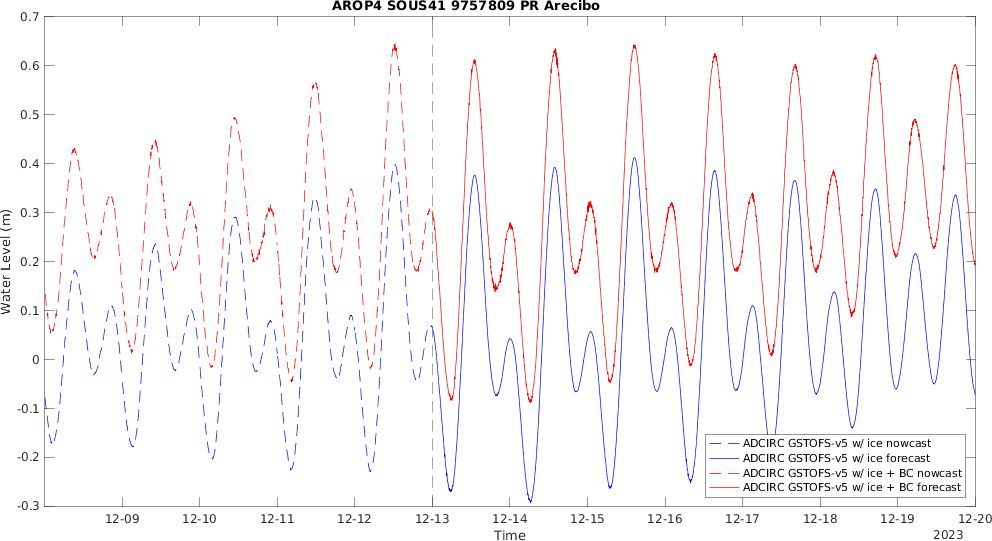 AROP4 SOUS41 9757809 PR Arecibo
0.7
0.6
0.5
0.4
0.3
0.2
0.1
0
-0.1
-0.2
-0.3
Water Level (m)
ADCIRC GSTOFS-v5 w/ ice nowcast
ADCIRC GSTOFS-v5 w/ ice forecast
ADCIRC GSTOFS-v5 w/ ice + BC nowcast
ADCIRC GSTOFS-v5 w/ ice + BC forecast
12-09 12-10 12-11 12-12 12-13 12-14 12-15 12-16 12-17 12-18 12-19 12-20
Time
2023